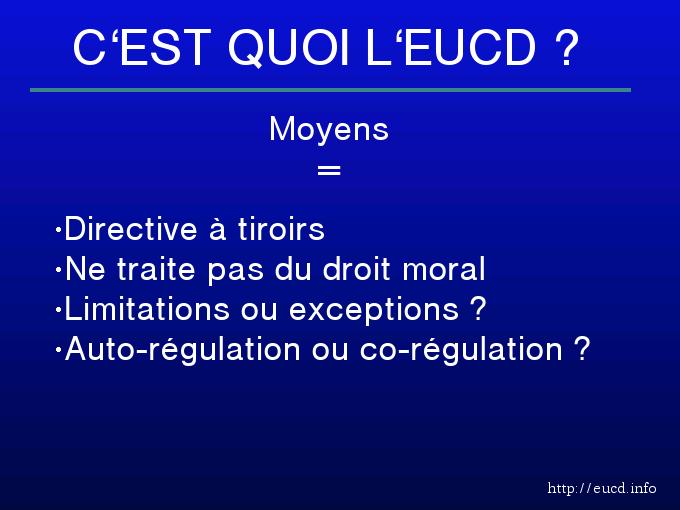 C‘EST QUOI L‘EUCD ?
Moyens
=
·Directive à tiroirs
·Ne traite pas du droit moral
·Limitations ou exceptions ?
·Auto-régulation ou co-régulation ?
http://eucd.info